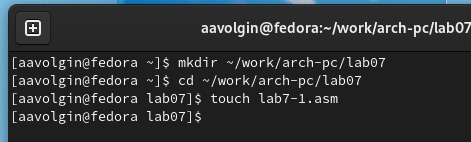 aavolgin@fedora:~/work/arch-pc/lab07
[aavolgin@fedora ~]$ mkdir ~/work/arch-pc/lab07
[aavolgin@fedora ~]$ cd ~/work/arch-pc/lab07
[aavolgin@fedora lab07]$ touch lab7-1.asm
[aavolgin@fedora lab07]$